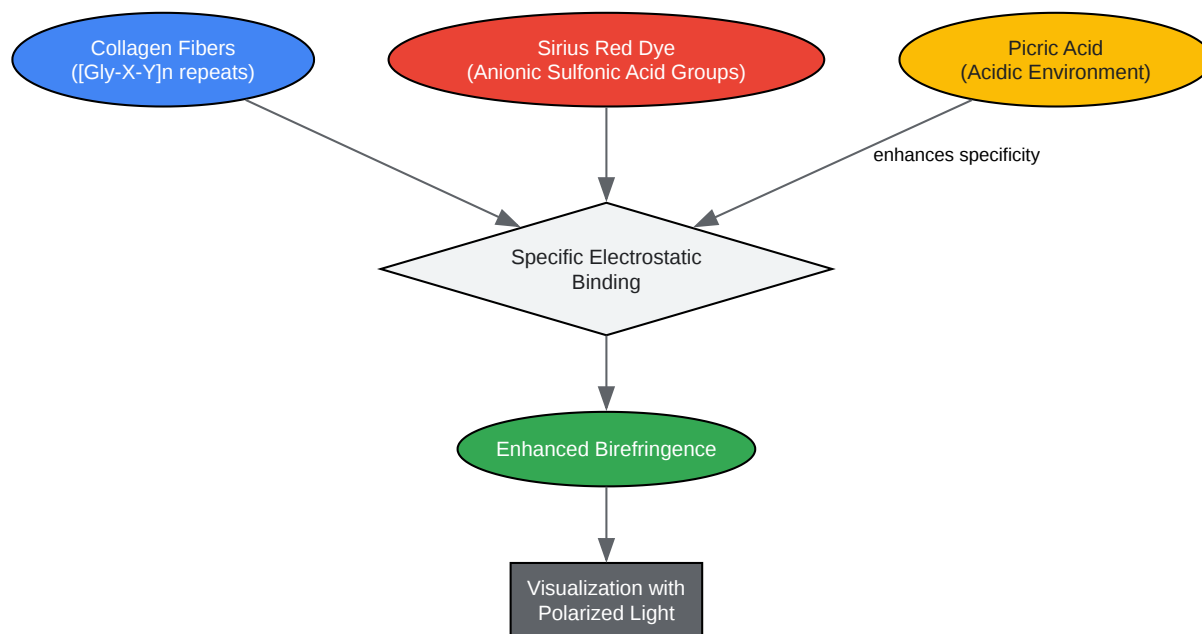 Collagen Fibers
([Gly-X-Y]n repeats)
Sirius Red Dye
(Anionic Sulfonic Acid Groups)
Picric Acid
(Acidic Environment)
enhances specificity
Specific Electrostatic
Binding
Enhanced Birefringence
Visualization with
Polarized Light